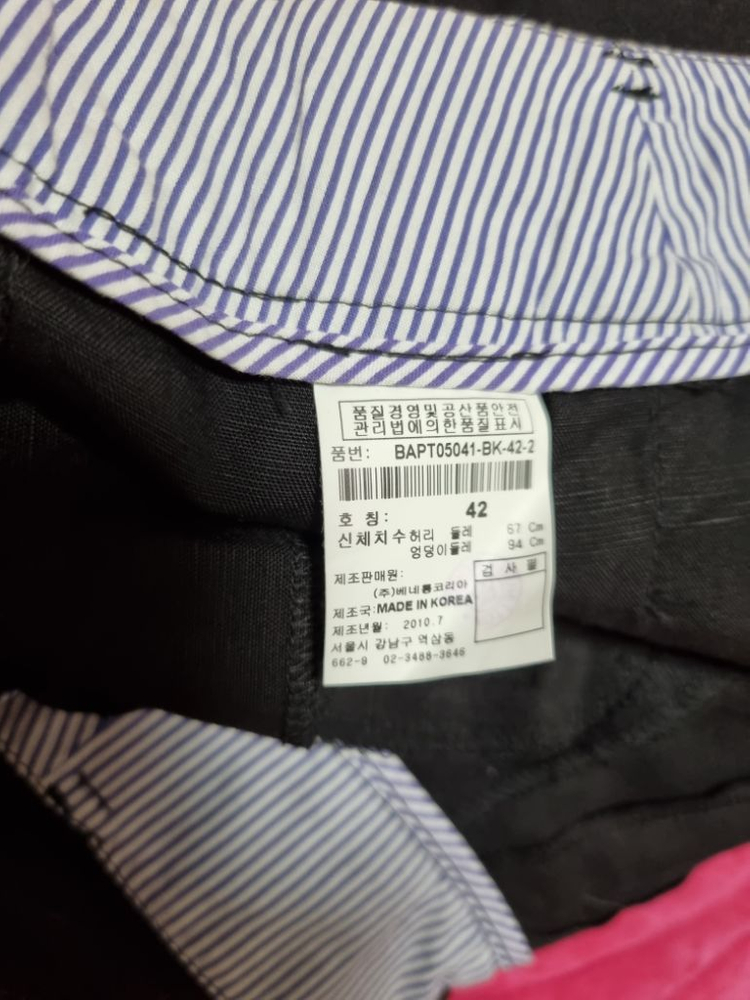 품질경영및공산품안전
관리법에의한품질표시
품번: BAPT05041-BK-42-2
호 칭: 42
신체치수 허리 둘레 67 Cm
엉덩이둘레 94 Cm
제조판매원: 검 사 필
(주)베네통코리아
제조국:MADE IN KOREA
제조년월: 2010.7
서울시 강남구 역삼동
662-9 02-3488-3646